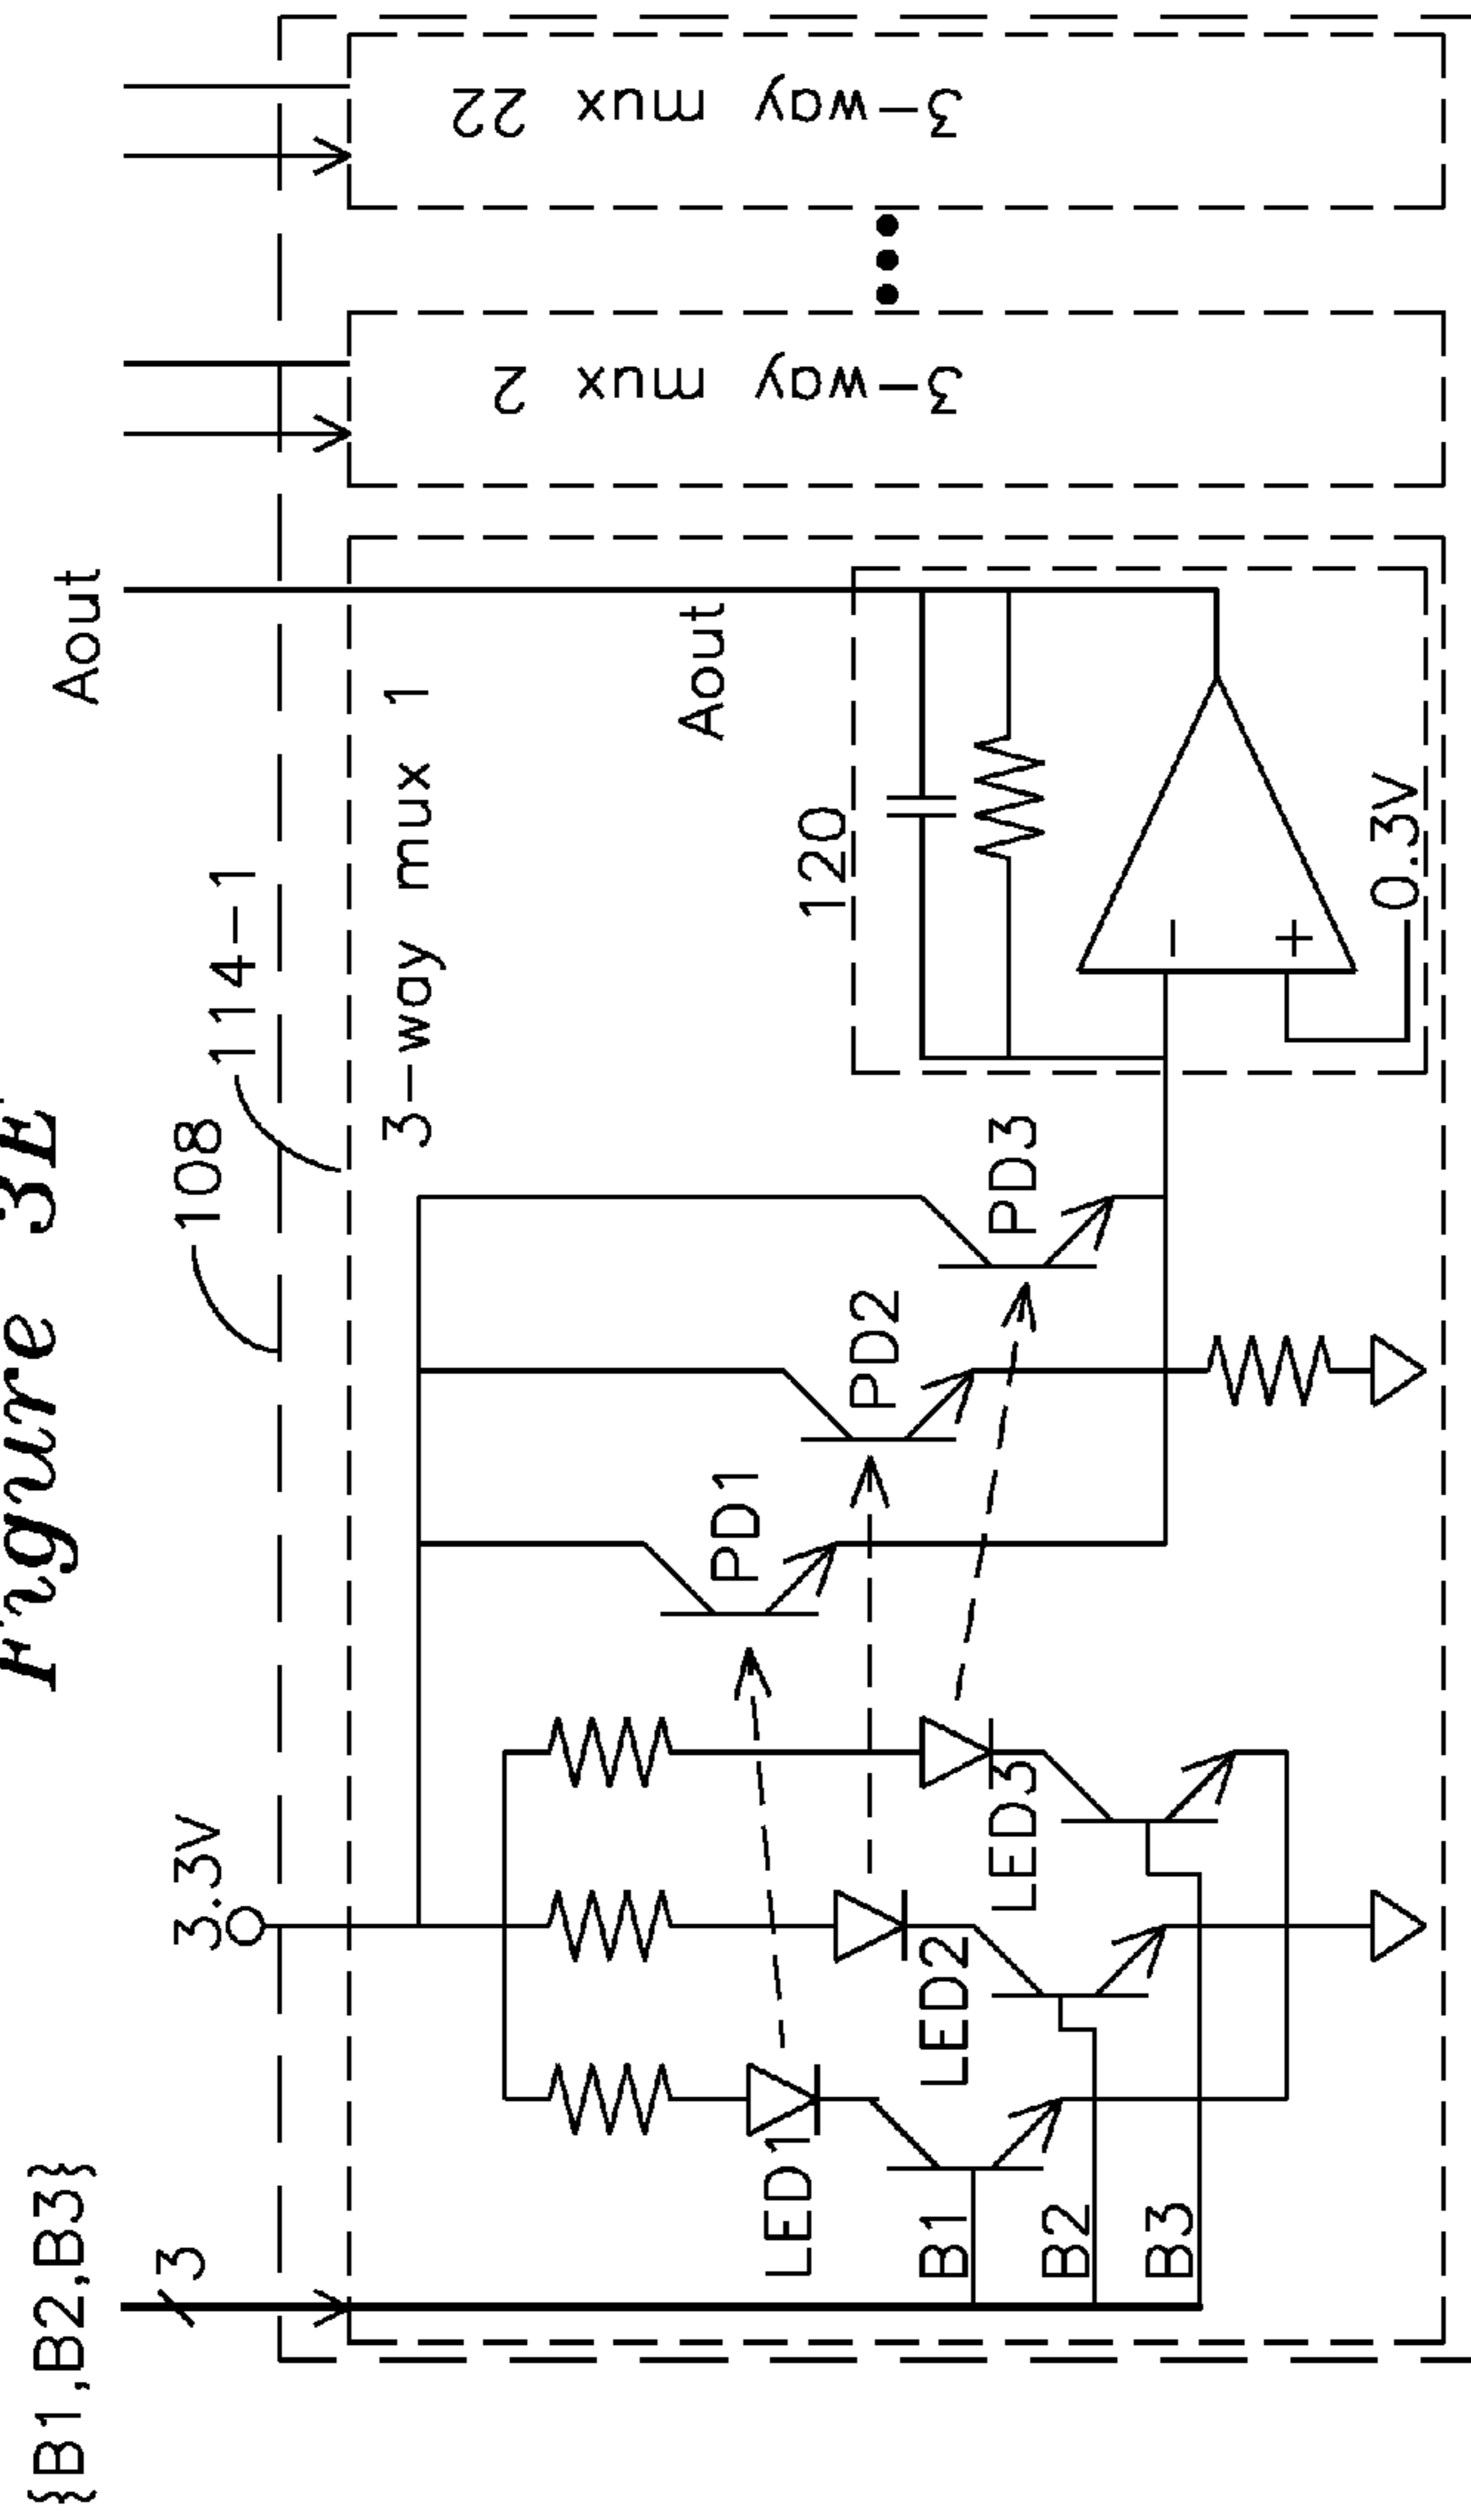 Figure 3E
{B1,B2,B3}
3
3.3V
108
114-1
Aout
3-way mux 1
3-way mux 2
3-way mux 22
Aout
120
PD1
PD2
PD3
LED1
LED2
LED3
B1
B2
B3
-
+
0.3V